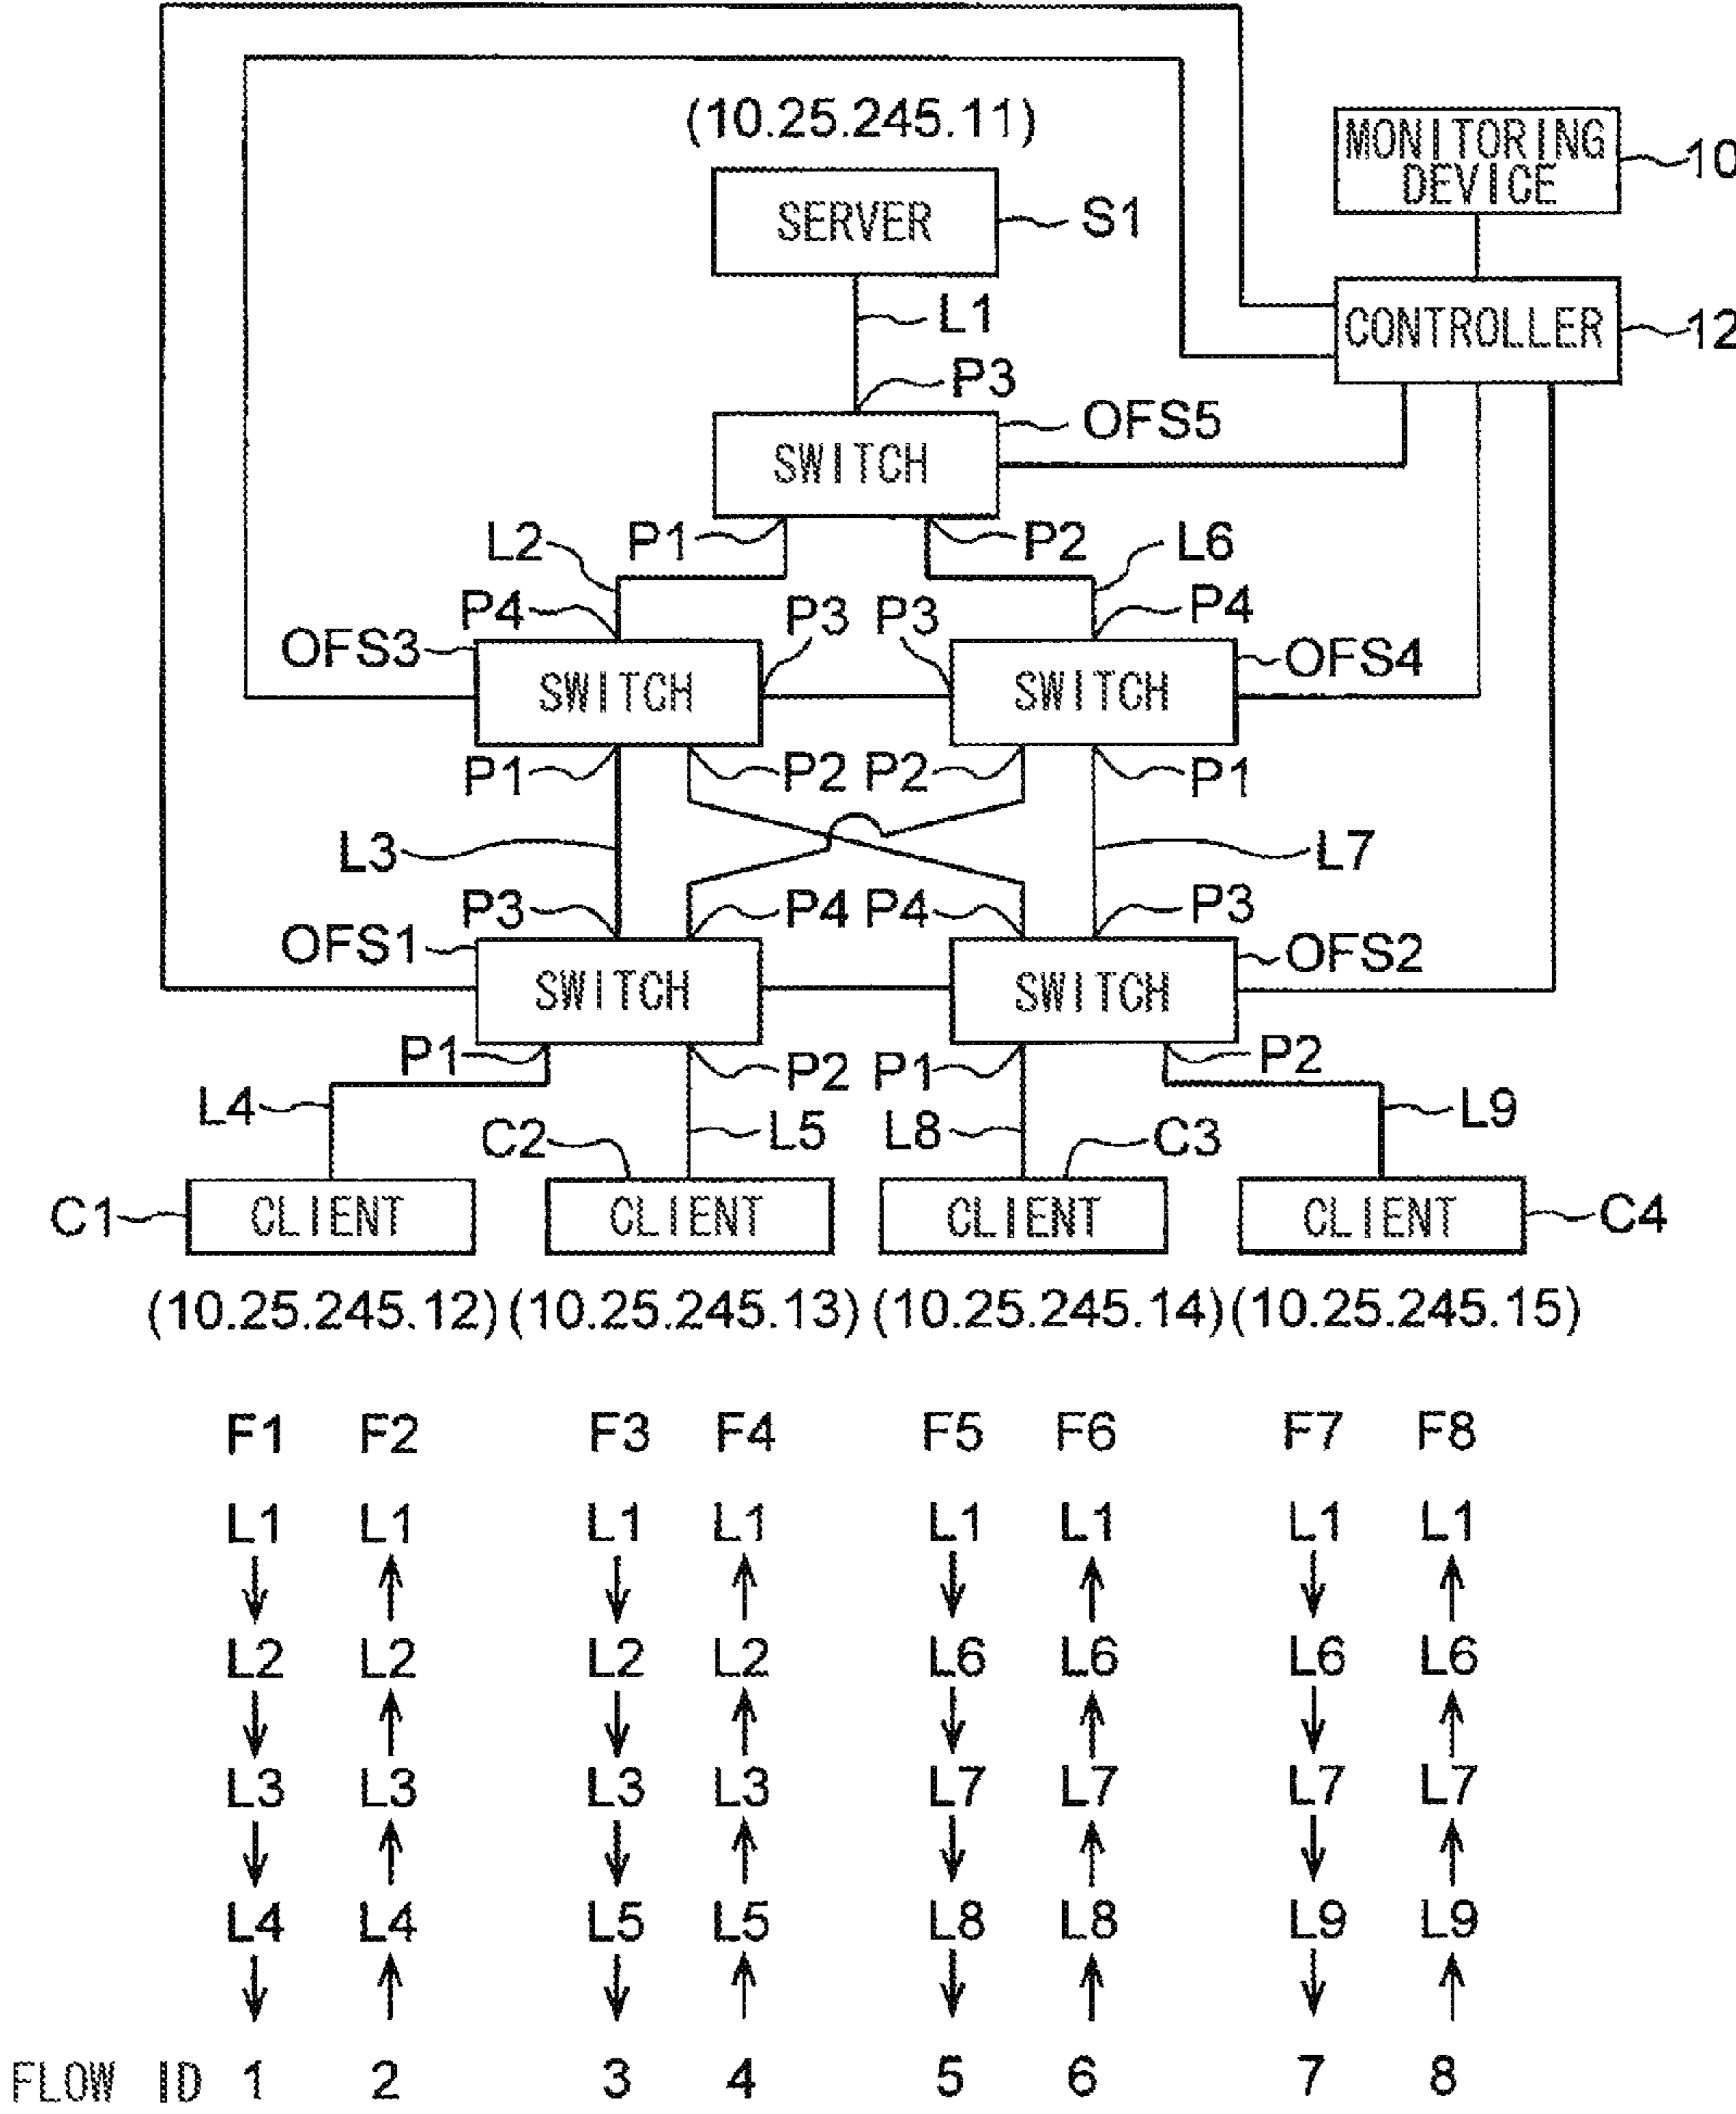 (10.25.245.11)
MONITORING
DEVICE
10
SERVER
S1
L1
CONTROLLER
12
P3
OFS5
SWITCH
L2
P1
P2
L6
P4
P3
P3
P4
OFS3
OFS4
SWITCH
SWITCH
P1
P2
P2
P1
L3
L7
P3
P4
P4
P3
OFS1
OFS2
SWITCH
SWITCH
P1
P2
P1
P2
L4
C2
L5
L8
C3
L9
C1
CLIENT
CLIENT
CLIENT
CLIENT
C4
(10.25.245.12) (10.25.245.13) (10.25.245.14) (10.25.245.15)
F1 F2 F3 F4 F5 F6 F7 F8
L1 L1 L1 L1 L1 L1 L1 L1
L2 L2 L2 L2 L6 L6 L6 L6
L3 L3 L3 L3 L7 L7 L7 L7
L4 L4 L5 L5 L8 L8 L9 L9
FLOW ID 1 2 3 4 5 6 7 8